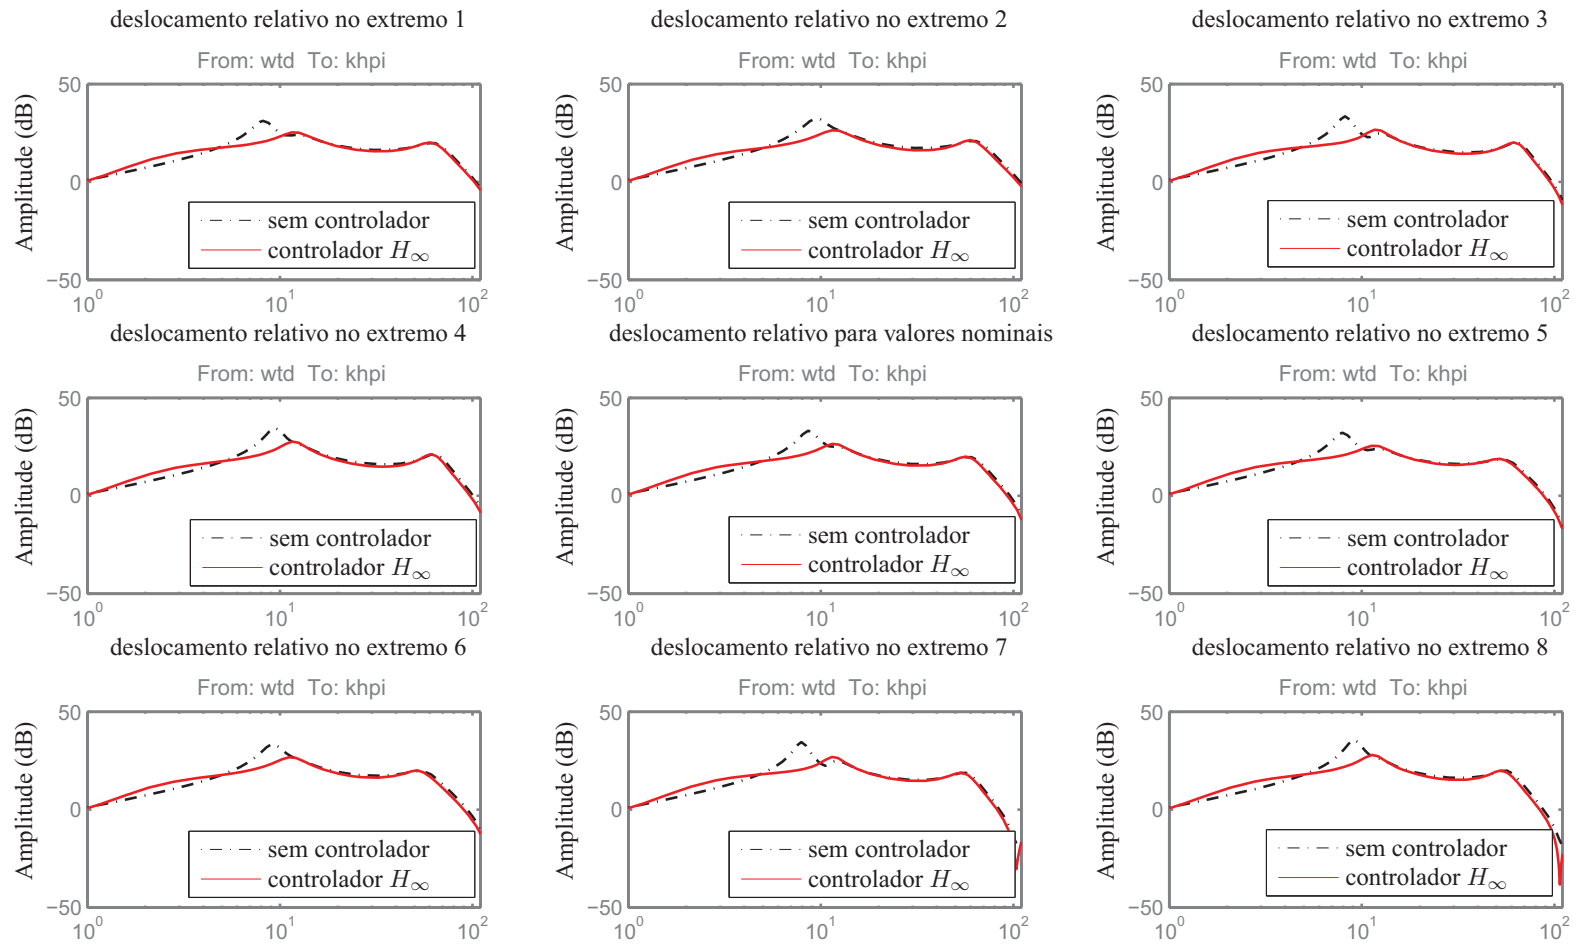 deslocamento relativo no extremo 1
From: wtd To: khpi
Amplitude (dB)
50
0
−50
sem controlador
controlador H∞
10^0
10^1
10^2
deslocamento relativo no extremo 2
From: wtd To: khpi
Amplitude (dB)
50
0
−50
sem controlador
controlador H∞
10^0
10^1
10^2
deslocamento relativo no extremo 3
From: wtd To: khpi
Amplitude (dB)
50
0
−50
sem controlador
controlador H∞
10^0
10^1
10^2
deslocamento relativo no extremo 4
From: wtd To: khpi
Amplitude (dB)
50
0
−50
sem controlador
controlador H∞
10^0
10^1
10^2
deslocamento relativo para valores nominais
From: wtd To: khpi
Amplitude (dB)
50
0
−50
sem controlador
controlador H∞
10^0
10^1
10^2
deslocamento relativo no extremo 5
From: wtd To: khpi
Amplitude (dB)
50
0
−50
sem controlador
controlador H∞
10^0
10^1
10^2
deslocamento relativo no extremo 6
From: wtd To: khpi
Amplitude (dB)
50
0
−50
sem controlador
controlador H∞
10^0
10^1
10^2
deslocamento relativo no extremo 7
From: wtd To: khpi
Amplitude (dB)
50
0
−50
sem controlador
controlador H∞
10^0
10^1
10^2
deslocamento relativo no extremo 8
From: wtd To: khpi
Amplitude (dB)
50
0
−50
sem controlador
controlador H∞
10^0
10^1
10^2